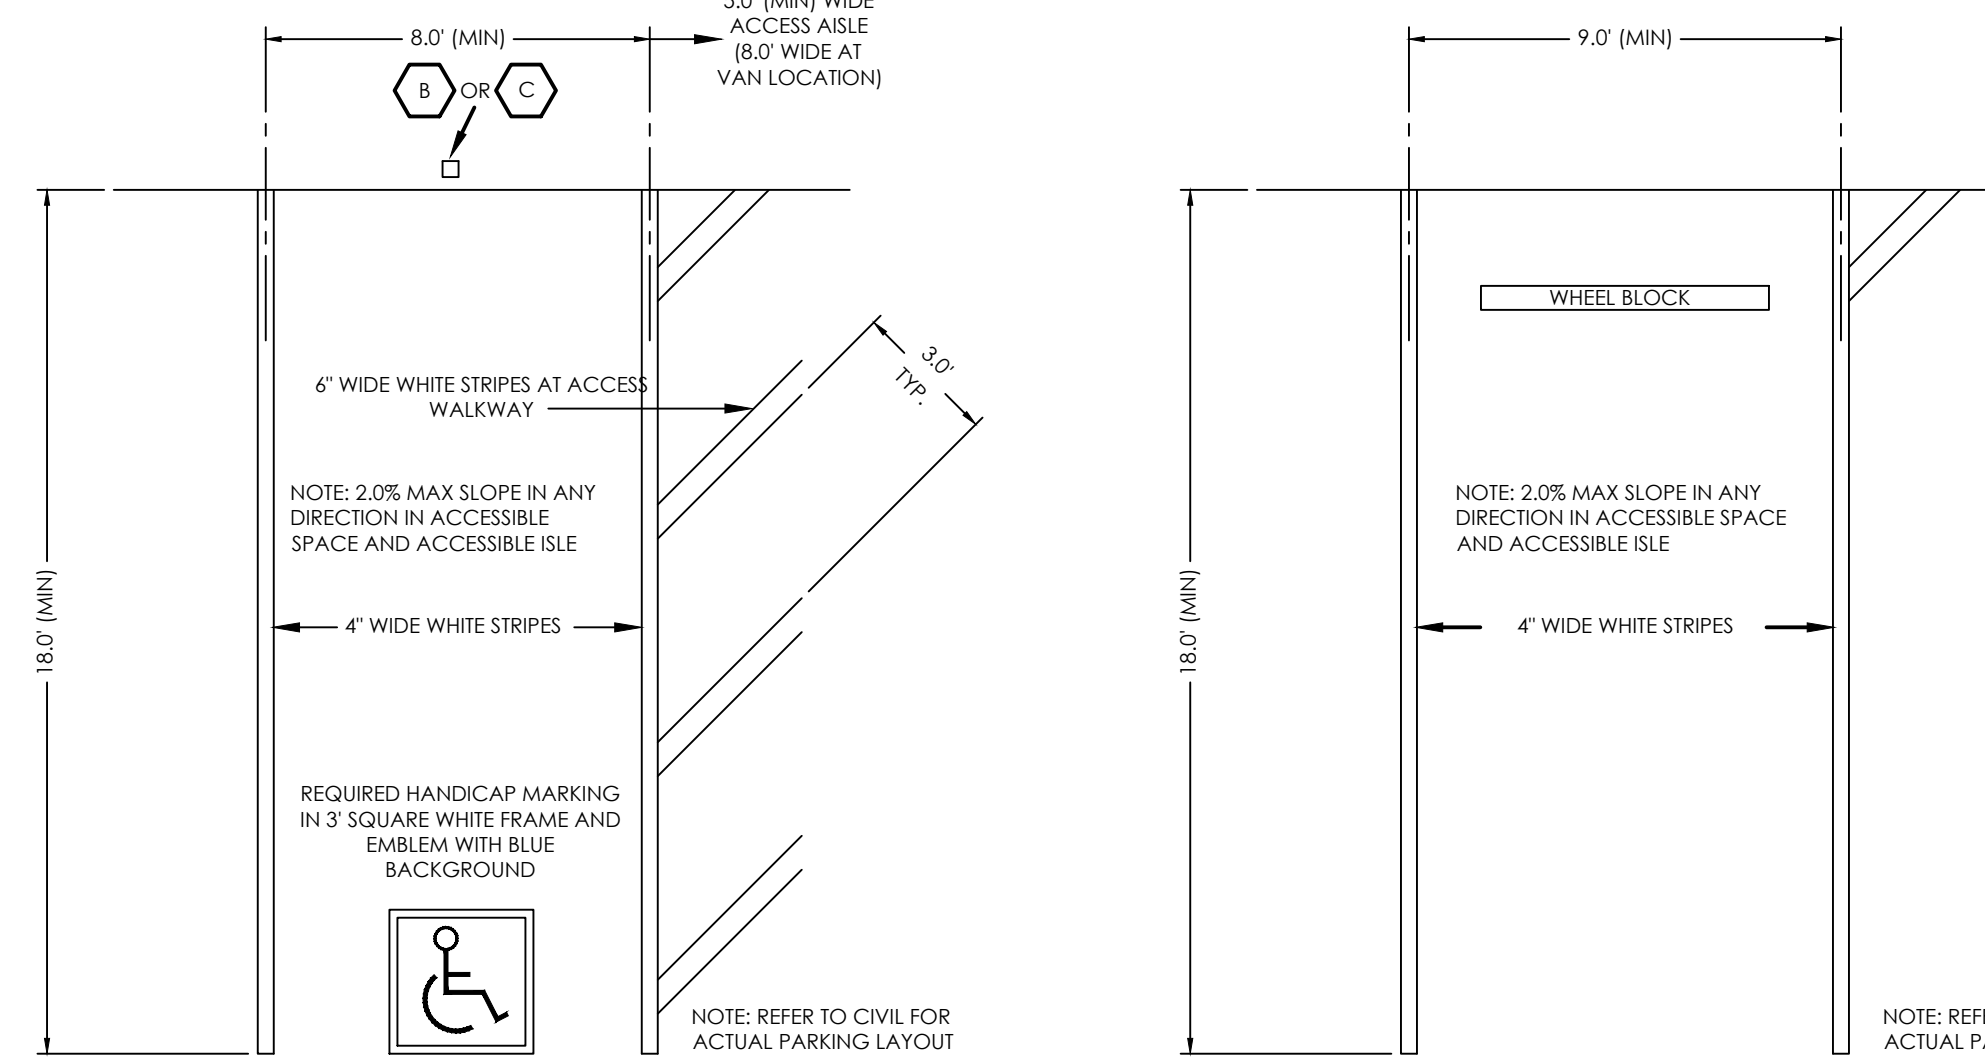 5.0' (MIN) WIDE
ACCESS AISLE
(8.0' WIDE AT
VAN LOCATION)
8.0' (MIN)
B OR C
6" WIDE WHITE STRIPES AT ACCESS
WALKWAY
3.0'
TYP.
NOTE: 2.0% MAX SLOPE IN ANY
DIRECTION IN ACCESSIBLE
SPACE AND ACCESSIBLE ISLE
4" WIDE WHITE STRIPES
18.0' (MIN)
REQUIRED HANDICAP MARKING
IN 3' SQUARE WHITE FRAME AND
EMBLEM WITH BLUE
BACKGROUND
NOTE: REFER TO CIVIL FOR
ACTUAL PARKING LAYOUT
9.0' (MIN)
WHEEL BLOCK
NOTE: 2.0% MAX SLOPE IN ANY
DIRECTION IN ACCESSIBLE SPACE
AND ACCESSIBLE ISLE
4" WIDE WHITE STRIPES
18.0' (MIN)
NOTE:
ACTUAL